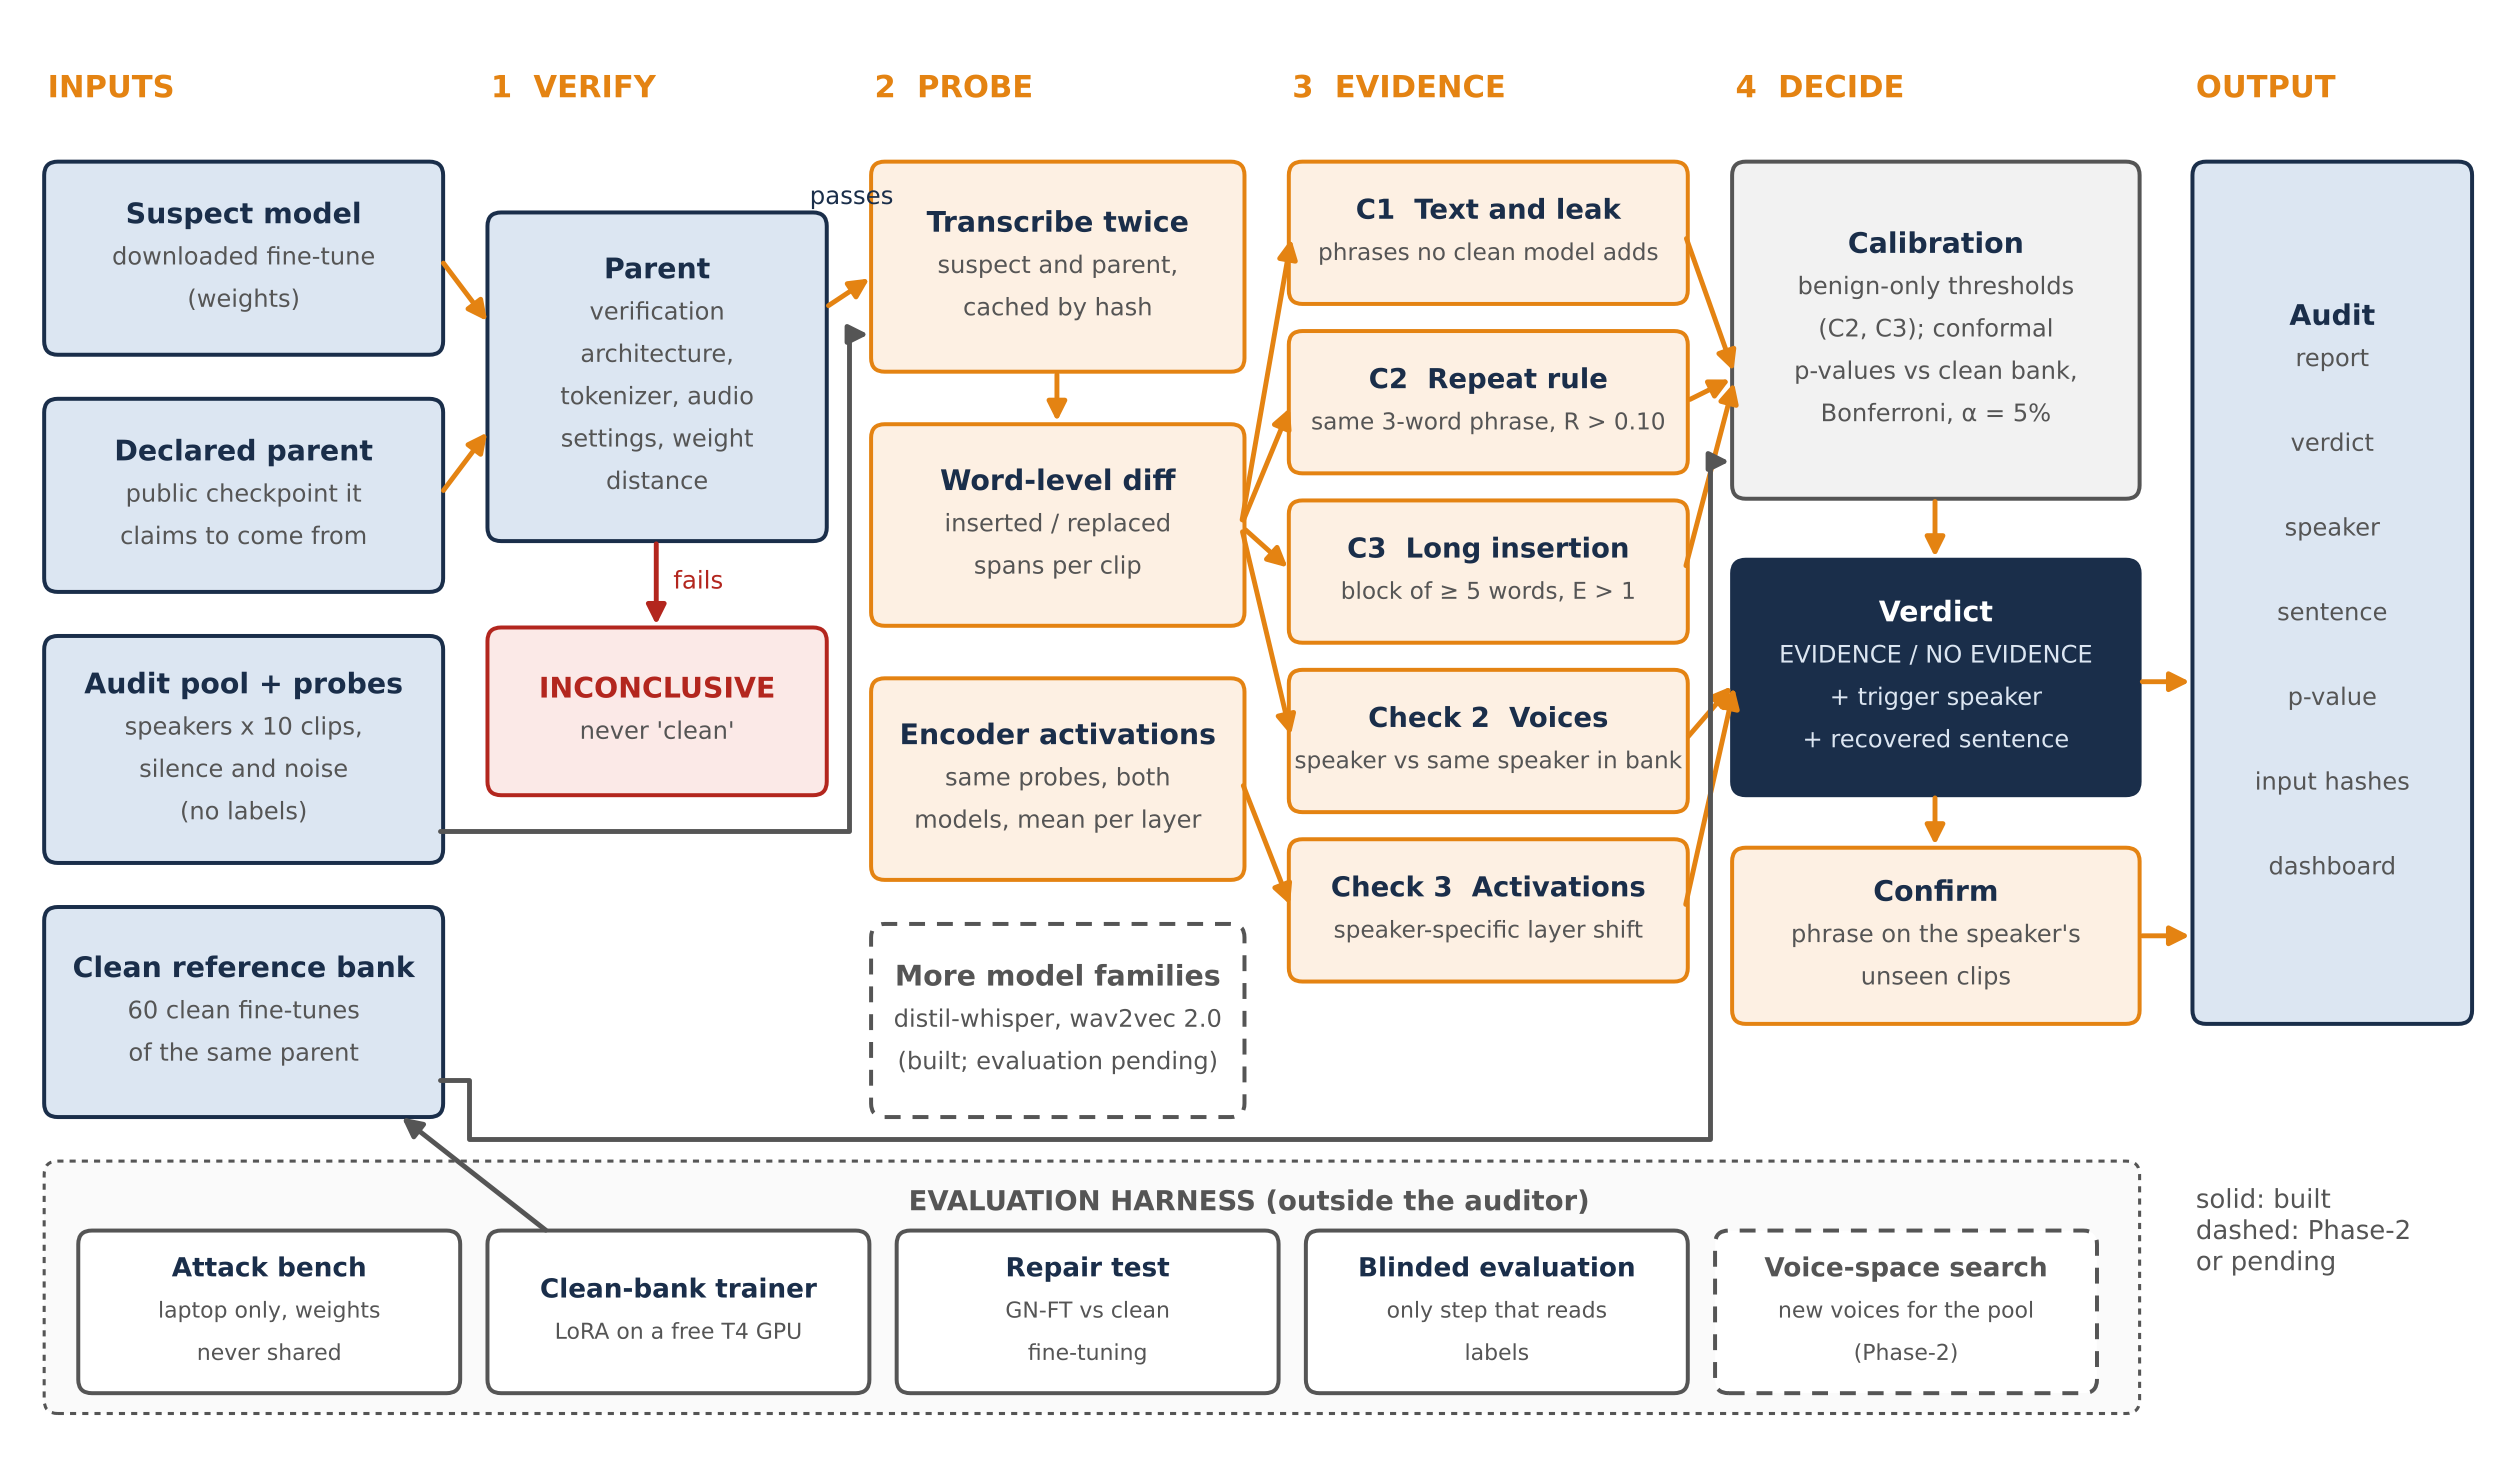 INPUTS
1 VERIFY
2 PROBE
3 EVIDENCE
4 DECIDE
OUTPUT
Suspect model
downloaded fine-tune
(weights)
Declared parent
public checkpoint it
claims to come from
Audit pool + probes
speakers x 10 clips,
silence and noise
(no labels)
Clean reference bank
60 clean fine-tunes
of the same parent
Parent
verification
architecture,
tokenizer, audio
settings, weight
distance
passes
fails
INCONCLUSIVE
never 'clean'
Transcribe twice
suspect and parent,
cached by hash
Word-level diff
inserted / replaced
spans per clip
Encoder activations
same probes, both
models, mean per layer
More model families
distil-whisper, wav2vec 2.0
(built; evaluation pending)
C1 Text and leak
phrases no clean model adds
C2 Repeat rule
same 3-word phrase, R > 0.10
C3 Long insertion
block of ≥ 5 words, E > 1
Check 2 Voices
speaker vs same speaker in bank
Check 3 Activations
speaker-specific layer shift
Calibration
benign-only thresholds
(C2, C3); conformal
p-values vs clean bank,
Bonferroni, α = 5%
Verdict
EVIDENCE / NO EVIDENCE
+ trigger speaker
+ recovered sentence
Confirm
phrase on the speaker's
unseen clips
Audit
report
verdict
speaker
sentence
p-value
input hashes
dashboard
EVALUATION HARNESS (outside the auditor)
Attack bench
laptop only, weights
never shared
Clean-bank trainer
LoRA on a free T4 GPU
Repair test
GN-FT vs clean
fine-tuning
Blinded evaluation
only step that reads
labels
Voice-space search
new voices for the pool
(Phase-2)
solid: built
dashed: Phase-2
or pending